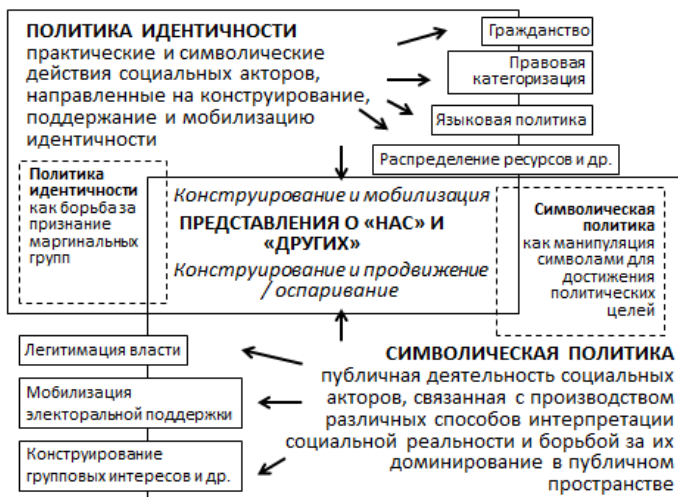 ПОЛИТИКА ИДЕНТИЧНОСТИ
практические и символические
действия социальных акторов,
направленные на конструирование,
поддержание и мобилизацию
идентичности
Гражданство
Правовая
категоризация
Языковая политика
Распределение ресурсов и др.
Политика
идентичности
как борьба за
признание
маргинальных
групп
Конструирование и мобилизация
ПРЕДСТАВЛЕНИЯ О «НАС» И
«ДРУГИХ»
Конструирование и продвижение
/ оспаривание
Символическая
политика
как манипуляция
символами для
достижения
политических
целей
Легитимация власти
Мобилизация
электоральной поддержки
Конструирование
групповых интересов и др.
СИМВОЛИЧЕСКАЯ ПОЛИТИКА
публичная деятельность социальных
акторов, связанная с производством
различных способов интерпретации
социальной реальности и борьбой за их
доминирование в публичном
пространстве